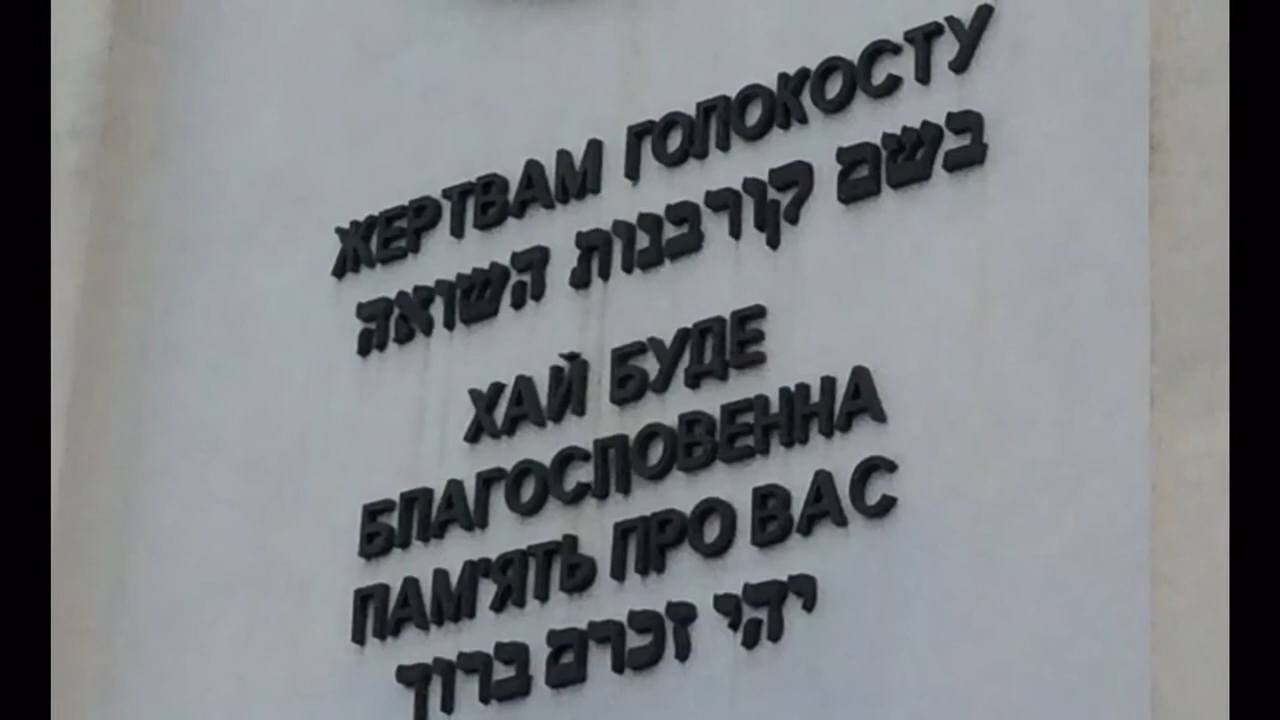 ЖЕРТВАМ ГОЛОКОСТУ
בשם קורבנות השואה
ХАЙ БУДЕ
БЛАГОСЛОВЕННА
ПАМ'ЯТЬ ПРО ВАС
יהי זכרם ברוך